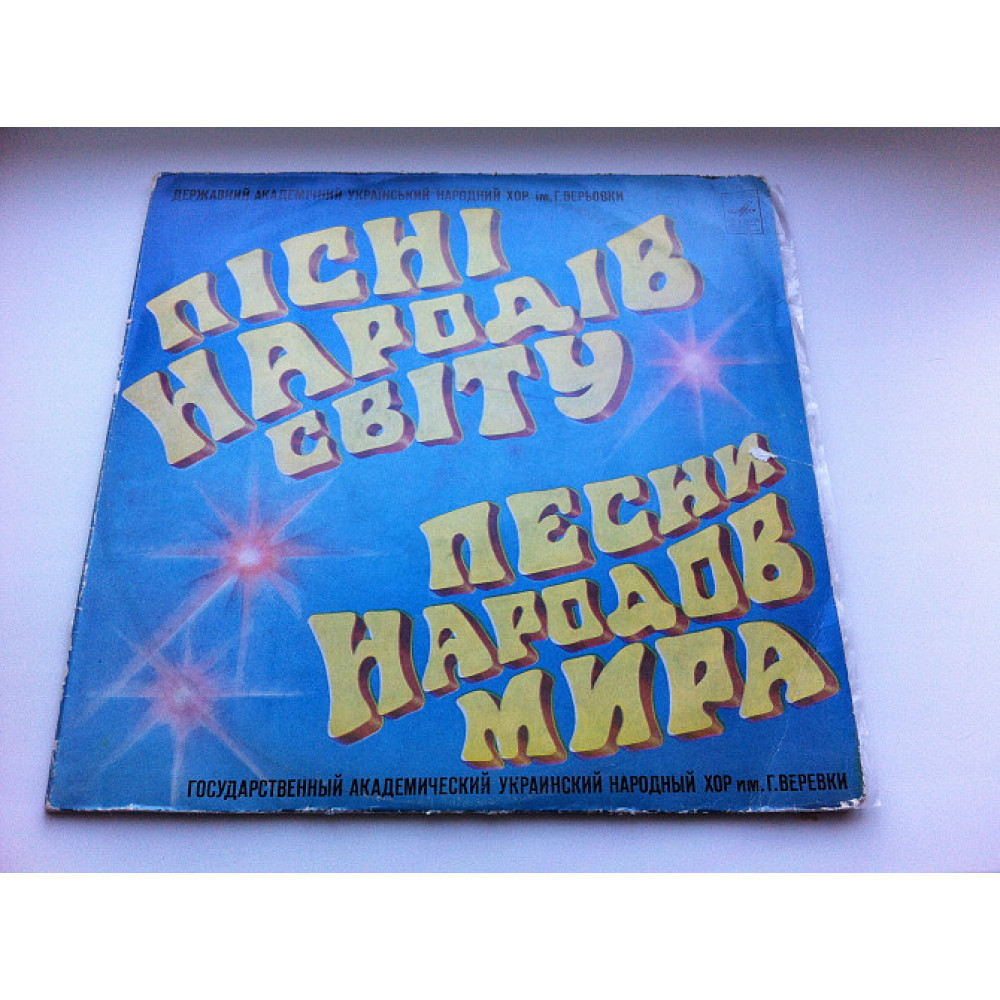 ДЕРЖАВНИЙ АКАДЕМІЧНИЙ УКРАЇНСЬКИЙ НАРОДНИЙ ХОР ім. Г. ВЕРЬОВКИ
ПІСНІ
НАРОДІВ
СВІТУ
ПЕСНИ
НАРОДОВ
МИРА
ГОСУДАРСТВЕННЫЙ АКАДЕМИЧЕСКИЙ УКРАИНСКИЙ НАРОДНЫЙ ХОР им. Г. ВЕРЕВКИ